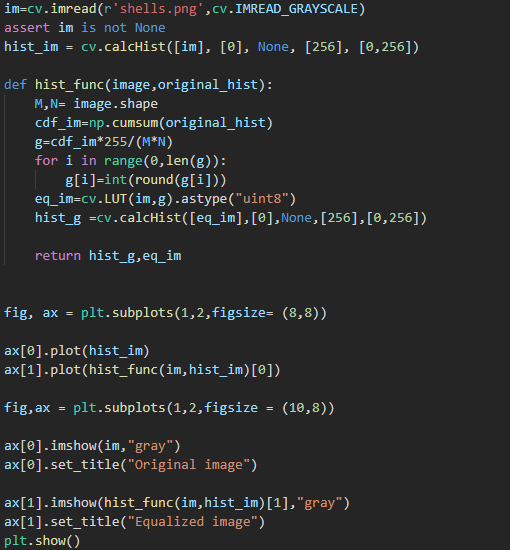 im=cv.imread(r'shells.png',cv.IMREAD_GRAYSCALE)
assert im is not None
hist_im = cv.calcHist([im], [0], None, [256], [0,256])

def hist_func(image,original_hist):
    M,N= image.shape
    cdf_im=np.cumsum(original_hist)
    g=cdf_im*255/(M*N)
    for i in range(0,len(g)):
        g[i]=int(round(g[i]))
    eq_im=cv.LUT(im,g).astype("uint8")
    hist_g =cv.calcHist([eq_im],[0],None,[256],[0,256])

    return hist_g,eq_im


fig, ax = plt.subplots(1,2,figsize= (8,8))

ax[0].plot(hist_im)
ax[1].plot(hist_func(im,hist_im)[0])

fig,ax = plt.subplots(1,2,figsize = (10,8))

ax[0].imshow(im,"gray")
ax[0].set_title("Original image")

ax[1].imshow(hist_func(im,hist_im)[1],"gray")
ax[1].set_title("Equalized image")
plt.show()